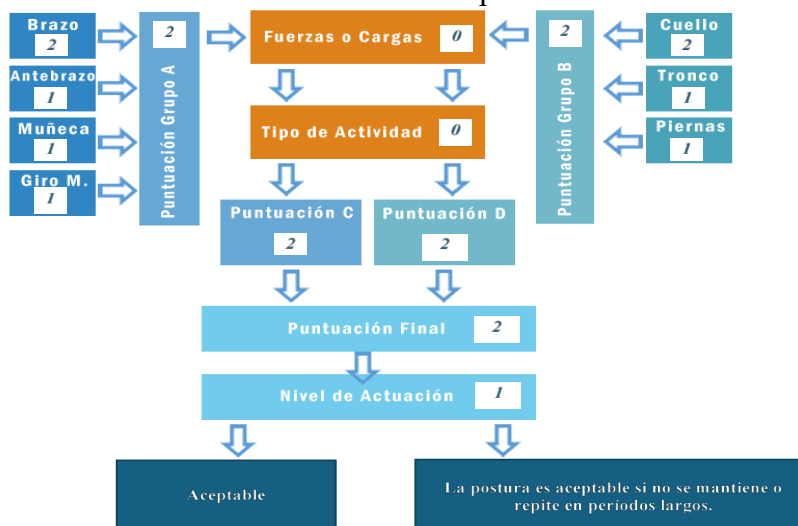 Brazo
2
Antebrazo
1
Muñeca
1
Giro M.
1
2
Puntuación Grupo A
Fuerzas o Cargas 0
Tipo de Actividad 0
2
Puntuación Grupo B
Cuello
2
Tronco
1
Piernas
1
Puntuación C
2
Puntuación D
2
Puntuación Final 2
Nivel de Actuación 1
Aceptable
La postura es aceptable si no se mantiene o
repite en períodos largos.